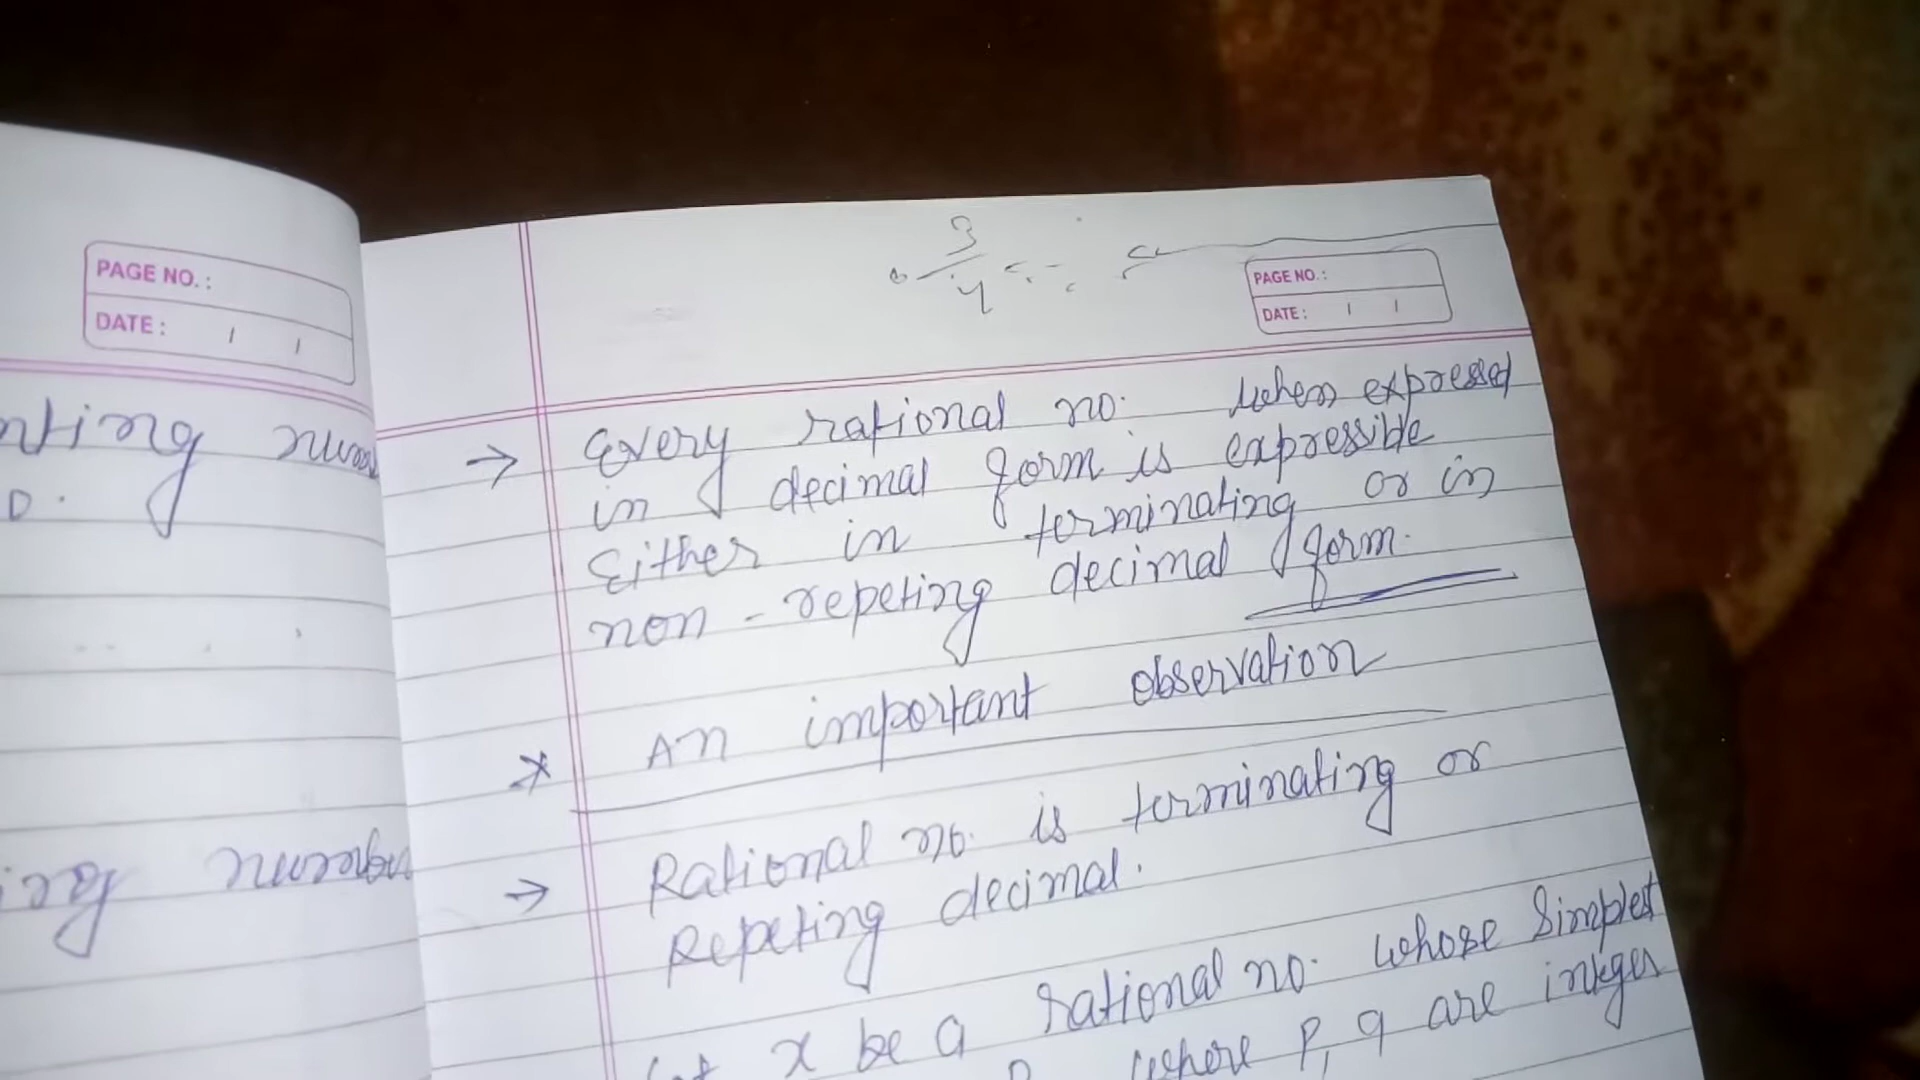 PAGE NO. :
DATE :   /   /
3
4
PAGE NO. :
DATE :   /   /
→ Every rational no. when expressed
in decimal form is expressible
Either in terminating or in
non - repeting decimal form.
* An important observation
→ Rational no. is terminating or
Repeting decimal.
x be a rational no. whose Simplest
where P, q are integer